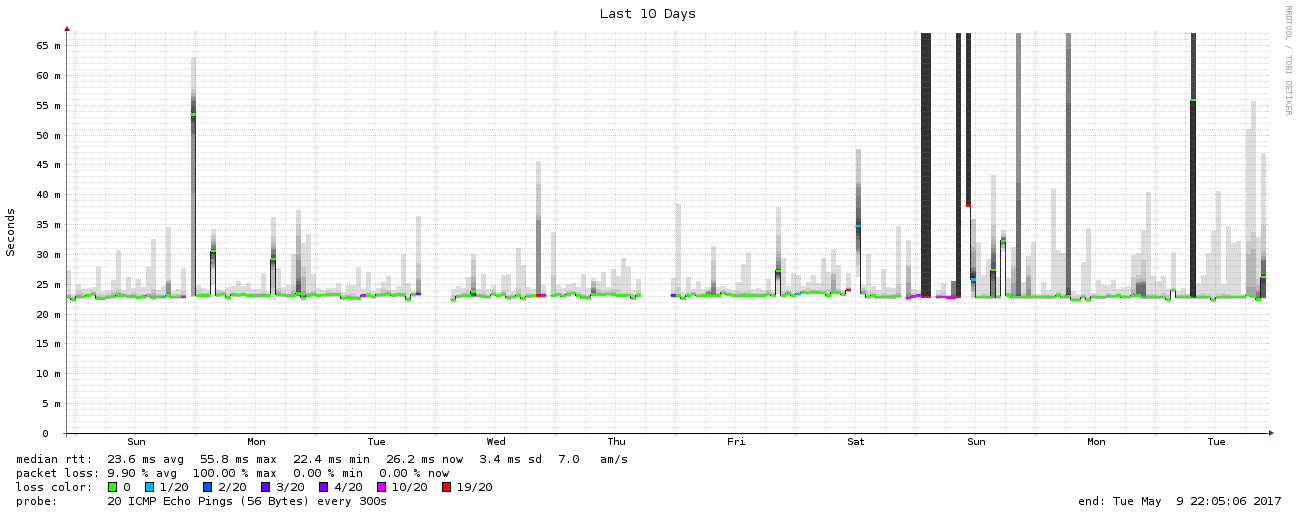 Last 10 Days
RRDTOOL / TOBI OETIKER
Seconds
65 m
60 m
55 m
50 m
45 m
40 m
35 m
30 m
25 m
20 m
15 m
10 m
5 m
0
Sun Mon Tue Wed Thu Fri Sat Sun Mon Tue
median rtt: 23.6 ms avg 55.8 ms max 22.4 ms min 26.2 ms now 3.4 ms sd 7.0 am/s
packet loss: 9.90 % avg 100.00 % max 0.00 % min 0.00 % now
loss color: 0 1/20 2/20 3/20 4/20 10/20 19/20
probe: 20 ICMP Echo Pings (56 Bytes) every 300s end: Tue May 9 22:05:06 2017